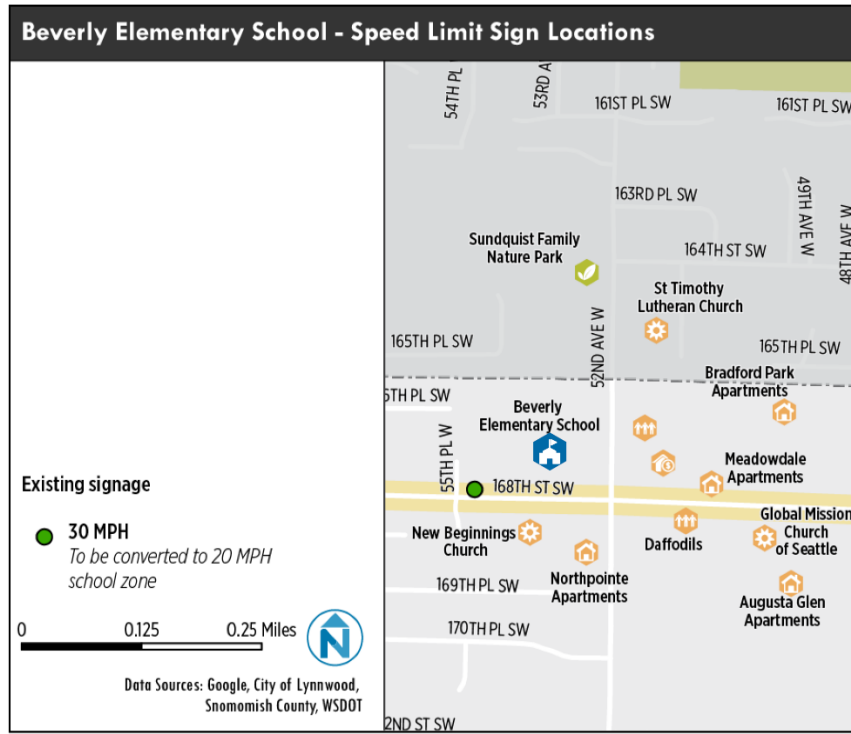 Beverly Elementary School - Speed Limit Sign Locations
54TH PL
53RD A
161ST PL SW
161ST PL SW
163RD PL SW
49TH AVE W
48TH AVE W
164TH ST SW
Sundquist Family
Nature Park
St Timothy
Lutheran Church
52ND AVE W
165TH PL SW
165TH PL SW
Bradford Park
Apartments
5TH PL SW
Beverly
Elementary School
55TH PL W
Meadowdale
Apartments
168TH ST SW
Existing signage
30 MPH
To be converted to 20 MPH
school zone
New Beginnings
Church
Global Mission
Church
of Seattle
Daffodils
Northpointe
Apartments
169TH PL SW
Augusta Glen
Apartments
170TH PL SW
0 0.125 0.25 Miles
N
Data Sources: Google, City of Lynnwood,
Snomomish County, WSDOT
2ND ST SW